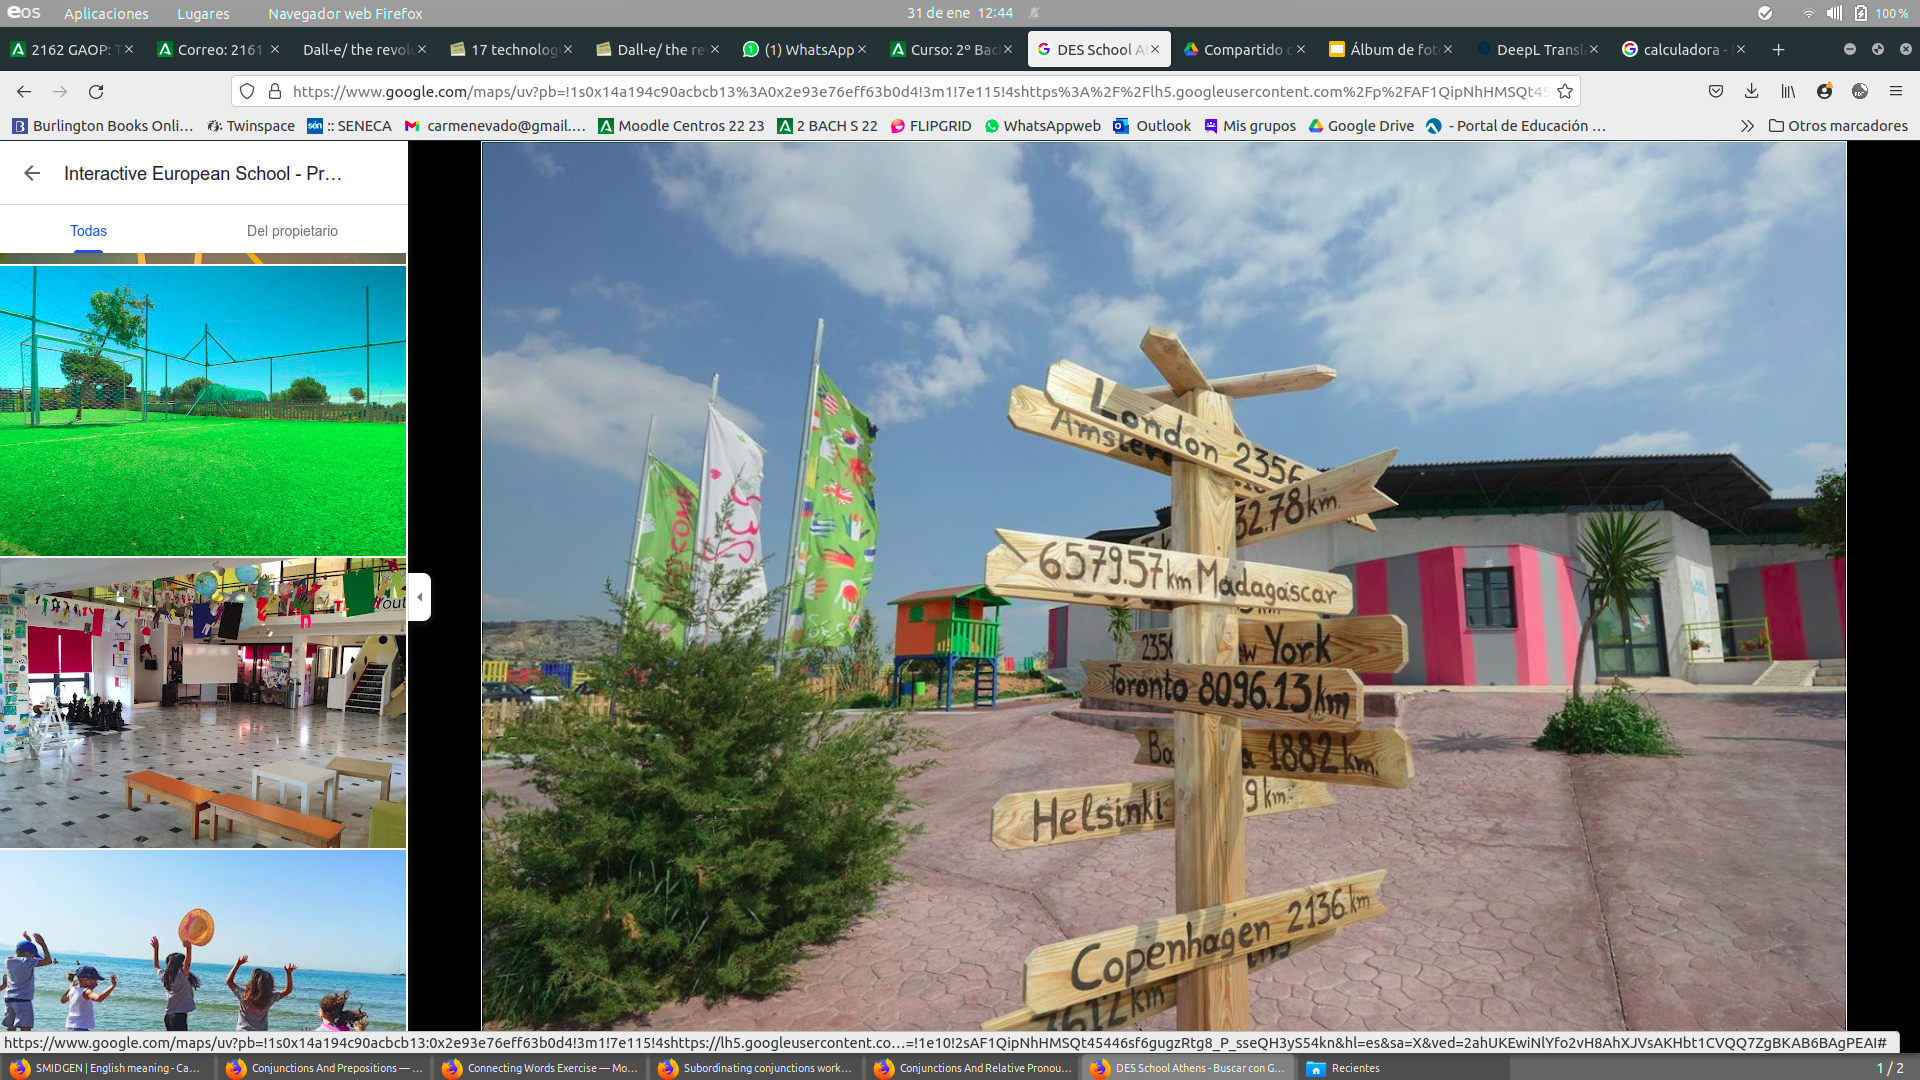 eos Aplicaciones Lugares Navegador web Firefox 31 de ene 12:44 100 %
2162 GAOP: T Correo: 2161 Dall-e/ the revol 17 technolog Dall-e/ the re (1) WhatsApp Curso: 2º Bac DES School A Compartido c Álbum de fot DeepL Transl calculadora -
https://www.google.com/maps/uv?pb=!1s0x14a194c90acbcb13%3A0x2e93e76eff63b0d4!3m1!7e115!4shttps%3A%2F%2Flh5.googleusercontent.com%2Fp%2FAF1QipNhHMSQt45
Burlington Books Onli… Twinspace :: SENECA carmenevado@gmail.… Moodle Centros 22 23 2 BACH S 22 FLIPGRID WhatsAppweb Outlook Mis grupos Google Drive - Portal de Educación … Otros marcadores
Interactive European School - Pr…
Todas Del propietario
London 2356
Amster
32.78 km.
6579.57 km Madagascar
York
Toronto 8096.13 km
1882 km.
Helsinki 9 km.
Copenhagen 2136 km
https://www.google.com/maps/uv?pb=!1s0x14a194c90acbcb13:0x2e93e76eff63b0d4!3m1!7e115!4shttps://lh5.googleusercontent.co…=!1e10!2sAF1QipNhHMSQt45446sf6gugzRtg8_P_sseQH3yS54kn&hl=es&sa=X&ved=2ahUKEwiNlYfo2vH8AhXJVsAKHbt1CVQQ7ZgBKAB6BAgPEAI#
SMIDGEN | English meaning - Ca… Conjunctions And Prepositions — … Connecting Words Exercise — Mo… Subordinating conjunctions work… Conjunctions And Relative Pronou… DES School Athens - Buscar con G… Recientes 1 / 2